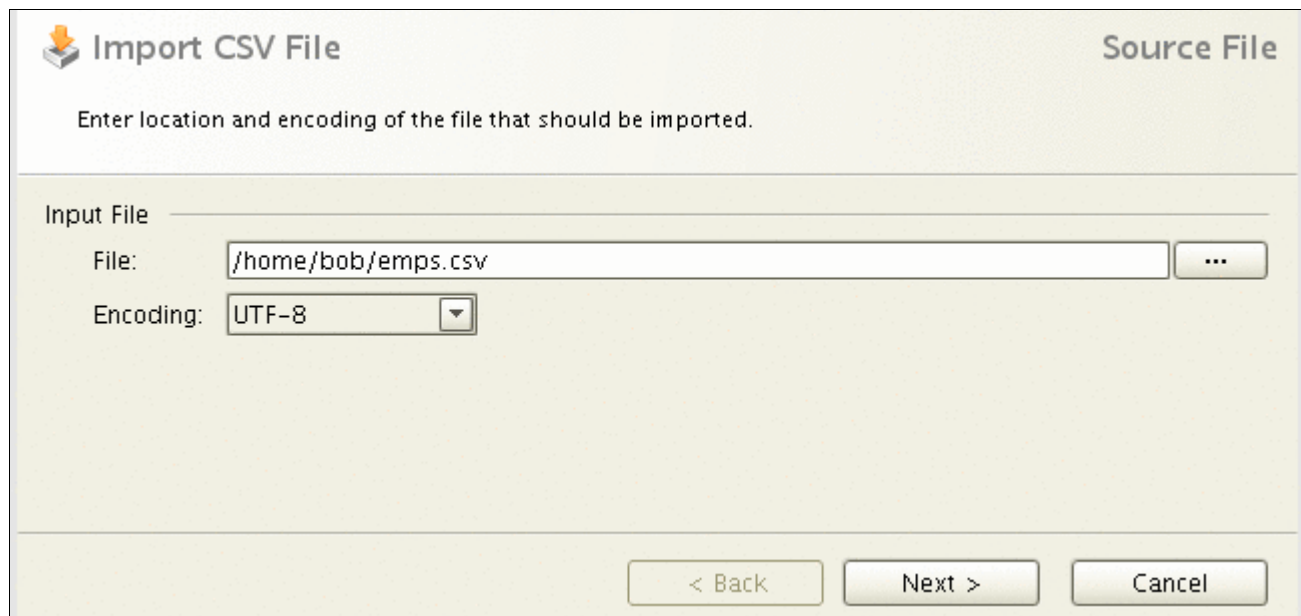 Import CSV File
Source File
Enter location and encoding of the file that should be imported.
Input File
File: /home/bob/emps.csv ...
Encoding: UTF-8
< Back Next > Cancel